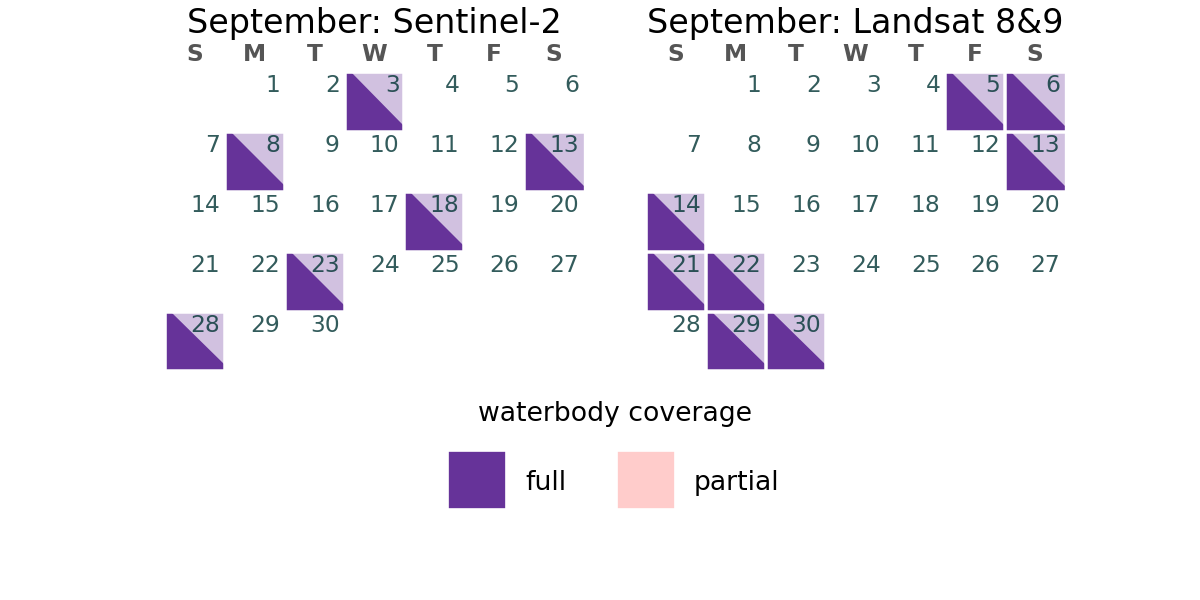 September: Sentinel-2
S M T W T F S
1 2 3 4 5 6
7 8 9 10 11 12 13
14 15 16 17 18 19 20
21 22 23 24 25 26 27
28 29 30
September: Landsat 8&9
S M T W T F S
1 2 3 4 5 6
7 8 9 10 11 12 13
14 15 16 17 18 19 20
21 22 23 24 25 26 27
28 29 30
waterbody coverage
full partial